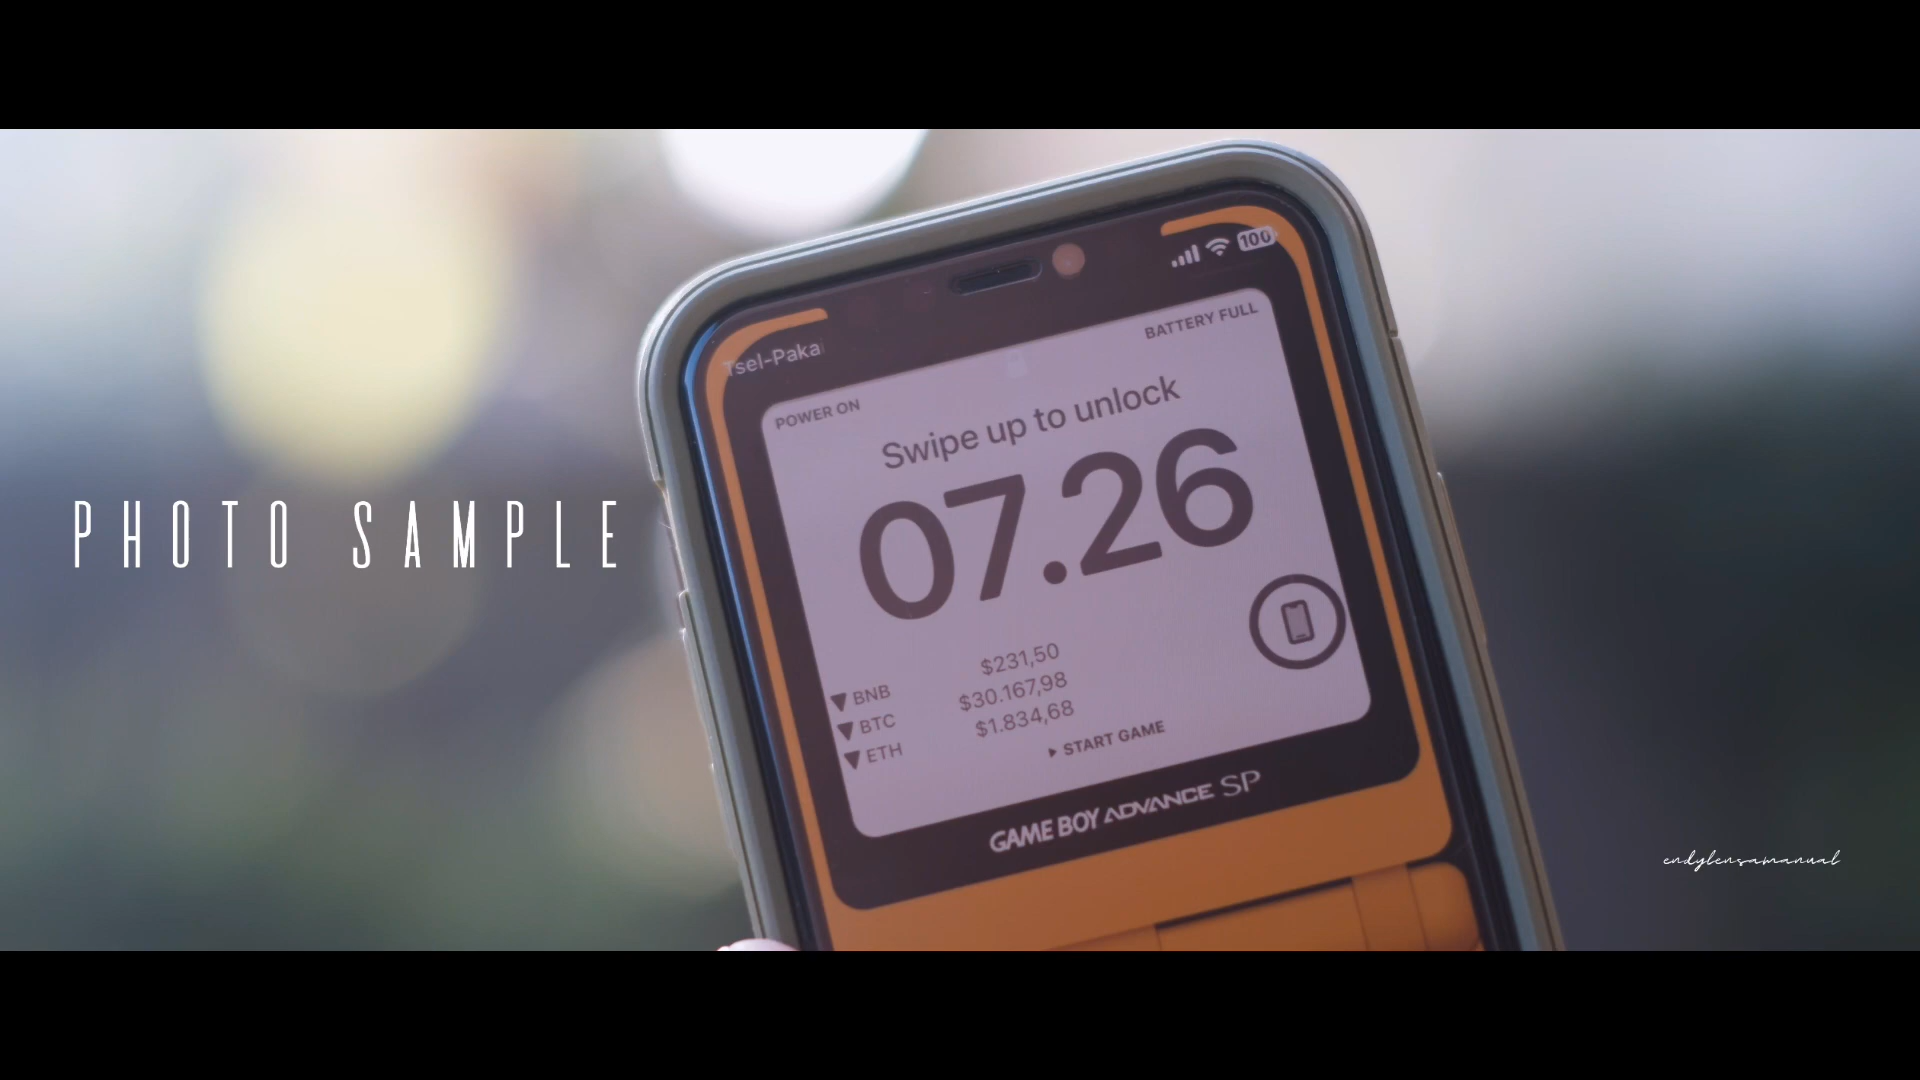 PHOTO SAMPLE
Tsel-Paka
100
POWER ON
BATTERY FULL
Swipe up to unlock
07.26
BNB $231,50
BTC $30.167,98
ETH $1.834,68
START GAME
GAME BOY ADVANCE SP
endylensamanual